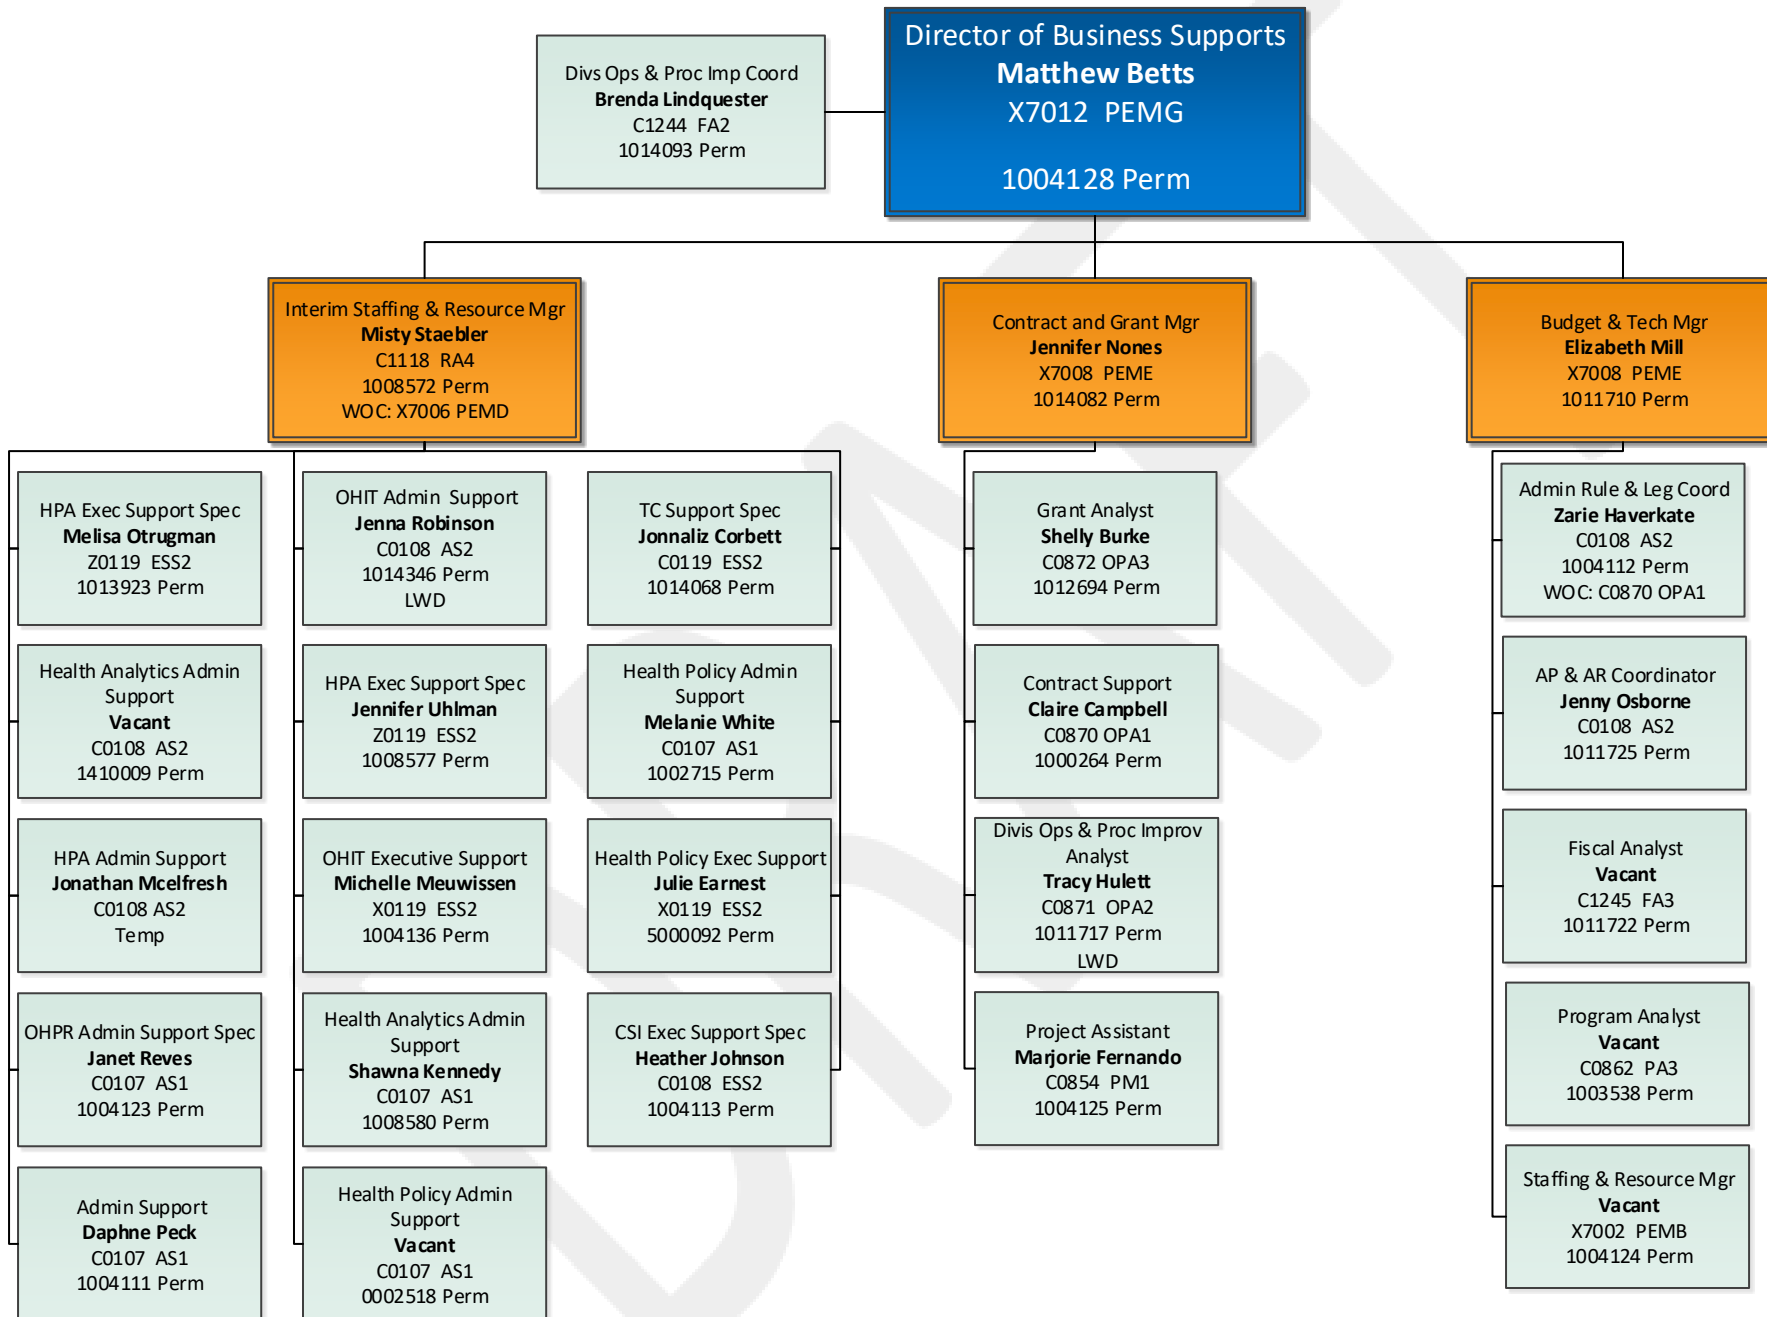 Director of Business Supports
Matthew Betts
X7012 PEMG
1004128 Perm
Divs Ops & Proc Imp Coord
Brenda Lindquester
C1244 FA2
1014093 Perm
Interim Staffing & Resource Mgr
Misty Staebler
C1118 RA4
1008572 Perm
WOC: X7006 PEMD
Contract and Grant Mgr
Jennifer Nones
X7008 PEME
1014082 Perm
Budget & Tech Mgr
Elizabeth Mill
X7008 PEME
1011710 Perm
HPA Exec Support Spec
Melisa Otrugman
Z0119 ESS2
1013923 Perm
Health Analytics Admin
Support
Vacant
C0108 AS2
1410009 Perm
HPA Admin Support
Jonathan Mcelfresh
C0108 AS2
Temp
OHPR Admin Support Spec
Janet Reves
C0107 AS1
1004123 Perm
Admin Support
Daphne Peck
C0107 AS1
1004111 Perm
OHIT Admin Support
Jenna Robinson
C0108 AS2
1014346 Perm
LWD
HPA Exec Support Spec
Jennifer Uhlman
Z0119 ESS2
1008577 Perm
OHIT Executive Support
Michelle Meuwissen
X0119 ESS2
1004136 Perm
Health Analytics Admin
Support
Shawna Kennedy
C0107 AS1
1008580 Perm
Health Policy Admin
Support
Vacant
C0107 AS1
0002518 Perm
TC Support Spec
Jonnaliz Corbett
C0119 ESS2
1014068 Perm
Health Policy Admin
Support
Melanie White
C0107 AS1
1002715 Perm
Health Policy Exec Support
Julie Earnest
X0119 ESS2
5000092 Perm
CSI Exec Support Spec
Heather Johnson
C0108 ESS2
1004113 Perm
Grant Analyst
Shelly Burke
C0872 OPA3
1012694 Perm
Contract Support
Claire Campbell
C0870 OPA1
1000264 Perm
Divis Ops & Proc Improv
Analyst
Tracy Hulett
C0871 OPA2
1011717 Perm
LWD
Project Assistant
Marjorie Fernando
C0854 PM1
1004125 Perm
Admin Rule & Leg Coord
Zarie Haverkate
C0108 AS2
1004112 Perm
WOC: C0870 OPA1
AP & AR Coordinator
Jenny Osborne
C0108 AS2
1011725 Perm
Fiscal Analyst
Vacant
C1245 FA3
1011722 Perm
Program Analyst
Vacant
C0862 PA3
1003538 Perm
Staffing & Resource Mgr
Vacant
X7002 PEMB
1004124 Perm
DRAFT